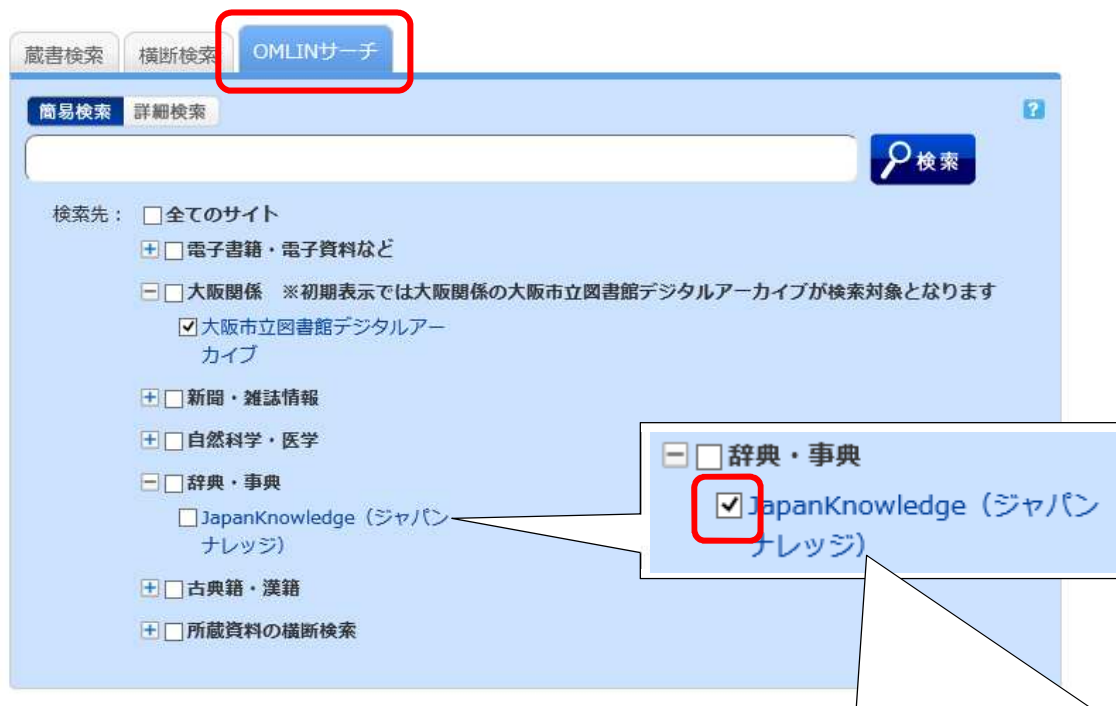 蔵書検索 横断検索 OMLINサーチ
簡易検索 詳細検索 ?
検索
検索先： 全てのサイト
電子書籍・電子資料など
大阪関係 ※初期表示では大阪関係の大阪市立図書館デジタルアーカイブが検索対象となります
大阪市立図書館デジタルアー
カイブ
新聞・雑誌情報
自然科学・医学
辞典・事典
JapanKnowledge（ジャパン
ナレッジ）
古典籍・漢籍
所蔵資料の横断検索
辞典・事典
JapanKnowledge（ジャパン
ナレッジ）